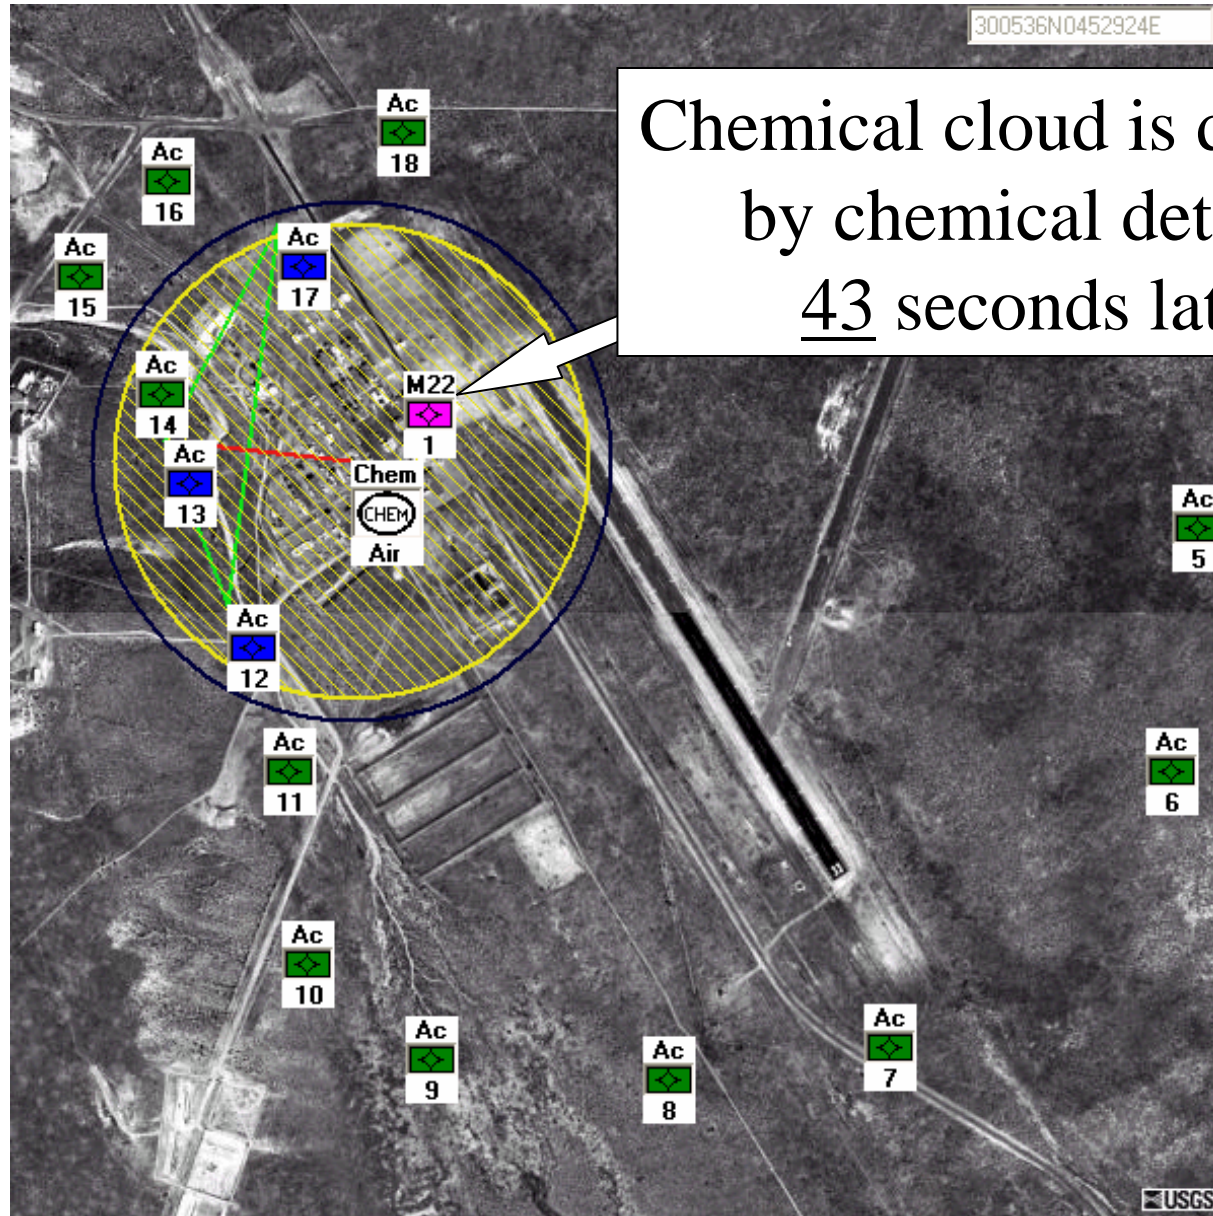 300536N0452924E
Chemical cloud is
by chemical det
43 seconds lat
Ac
18
Ac
16
Ac
17
Ac
15
Ac
14
M22
1
Ac
13
Chem
CHEM
Air
Ac
5
Ac
12
Ac
11
Ac
6
Ac
10
Ac
9
Ac
8
Ac
7
USGS